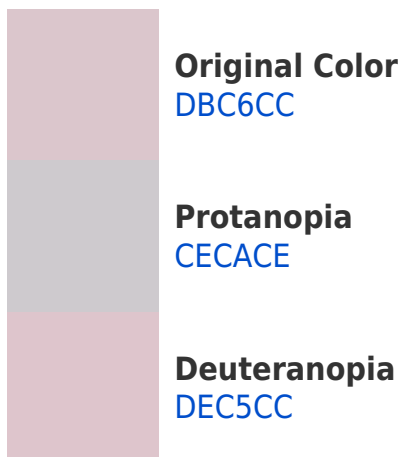 Original Color
DBC6CC
Protanopia
CECACE
Deuteranopia
DEC5CC